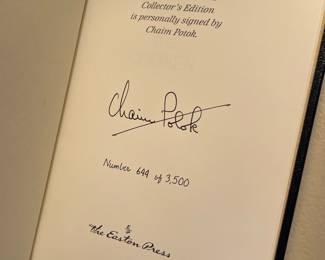 Collector's Edition
is personally signed by
Chaim Potok.
Chaim Potok
Number 644 of 3,500
The Easton Press